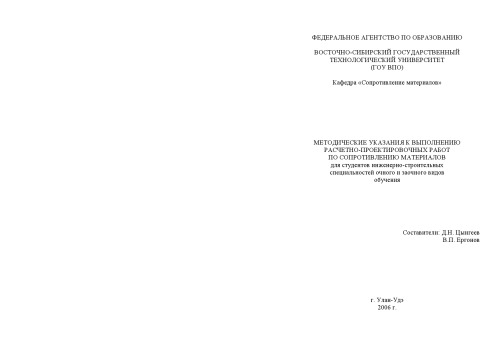 ФЕДЕРАЛЬНОЕ АГЕНТСТВО ПО ОБРАЗОВАНИЮ
ВОСТОЧНО-СИБИРСКИЙ ГОСУДАРСТВЕННЫЙ
ТЕХНОЛОГИЧЕСКИЙ УНИВЕРСИТЕТ
(ГОУ ВПО)
Кафедра «Сопротивление материалов»
МЕТОДИЧЕСКИЕ УКАЗАНИЯ К ВЫПОЛНЕНИЮ
РАСЧЕТНО-ПРОЕКТИРОВОЧНЫХ РАБОТ
ПО СОПРОТИВЛЕНИЮ МАТЕРИАЛОВ
для студентов инженерно-строительных
специальностей очного и заочного видов
обучения
Составители: Д.Н. Цынгеев
В.П. Ергонов
г. Улан-Удэ
2006 г.